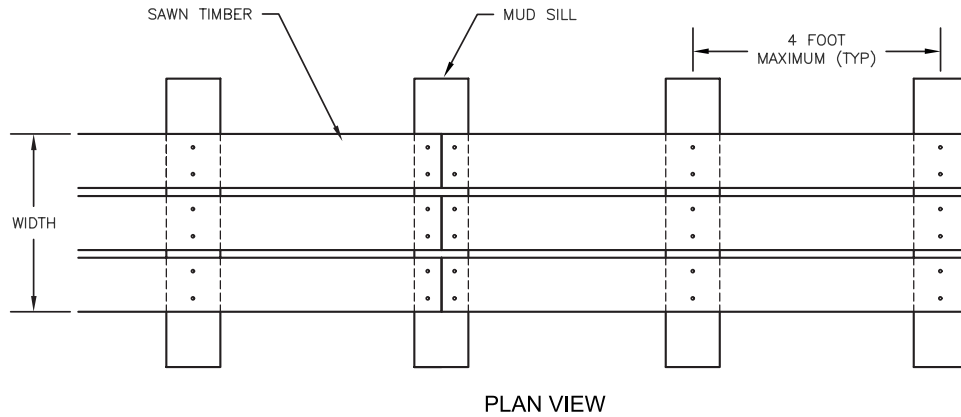 SAWN TIMBER
MUD SILL
4 FOOT
MAXIMUM (TYP)
WIDTH
PLAN VIEW